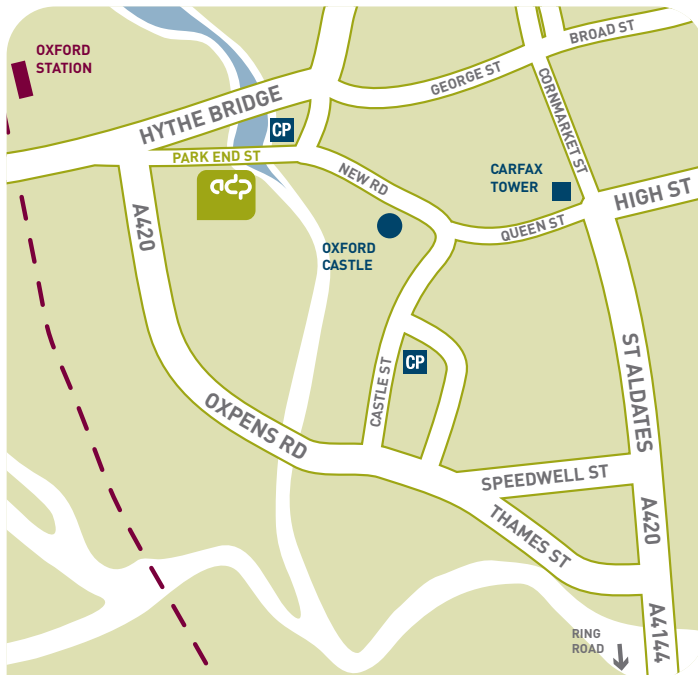 OXFORD
STATION
BROAD ST
GEORGE ST
HYTHE BRIDGE
CORNMARKET ST
CP
PARK END ST
NEW RD
CARFAX
TOWER
HIGH ST
adp
A420
OXFORD
CASTLE
QUEEN ST
ST ALDATES
CP
CASTLE ST
OXPENS RD
SPEEDWELL ST
THAMES ST
A420
A4144
RING
ROAD